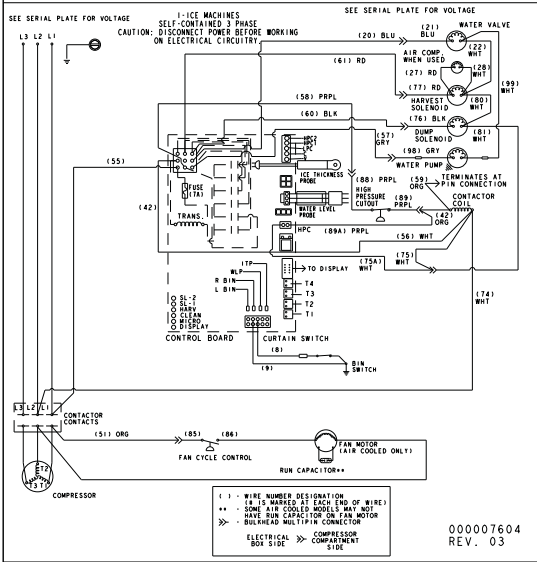 SEE SERIAL PLATE FOR VOLTAGE
I-ICE MACHINES
SELF-CONTAINED 3 PHASE
CAUTION: DISCONNECT POWER BEFORE WORKING
ON ELECTRICAL CIRCUITRY
SEE SERIAL PLATE FOR VOLTAGE
L3 L2 L1
(20) BLU
(21)
BLU
WATER VALVE
(22)
WHT
AIR COMP.
WHEN USED
(61) RD
(27) RD
(28)
WHT
(99)
WHT
(77) RD
HARVEST
SOLENOID
(80)
WHT
(58) PRPL
(60) BLK
(76) BLK
DUMP
SOLENOID
(81)
WHT
(57)
GRY
(98) GRY
WATER PUMP
HPC2
HPC1
LPC
(55)
ICE THICKNESS
PROBE
(88) PRPL
(59)
ORG
TERMINATES AT
PIN CONNECTION
FUSE
(7A)
HIGH
PRESSURE
CUTOUT
(89)
PRPL
CONTACTOR
COIL
(42)
TRANS.
WATER LEVEL
PROBE
(42)
ORG
HPC
(89A) PRPL
(56) WHT
(75A)
WHT
(75)
WHT
ITP
WLP
R BIN
L BIN
TO DISPLAY
T4
T3
T2
T1
(74)
WHT
SL-2
SL-1
HARV
CLEAN
MICRO
DISPLAY
CONTROL BOARD
CURTAIN SWITCH
(8)
(9)
BIN
SWITCH
L3 L2 L1
CONTACTOR
CONTACTS
(51) ORG
(85)
(86)
FAN CYCLE CONTROL
FAN MOTOR
(AIR COOLED ONLY)
RUN CAPACITOR**
T2
T3 T1
COMPRESSOR
( ) - WIRE NUMBER DESIGNATION
(# IS MARKED AT EACH END OF WIRE)
** - SOME AIR COOLED MODELS MAY NOT
HAVE RUN CAPACITOR ON FAN MOTOR
>>- - BULKHEAD MULTIPIN CONNECTOR
ELECTRICAL
BOX SIDE
>>-
COMPRESSOR
COMPARTMENT
SIDE
000007604
REV. 03